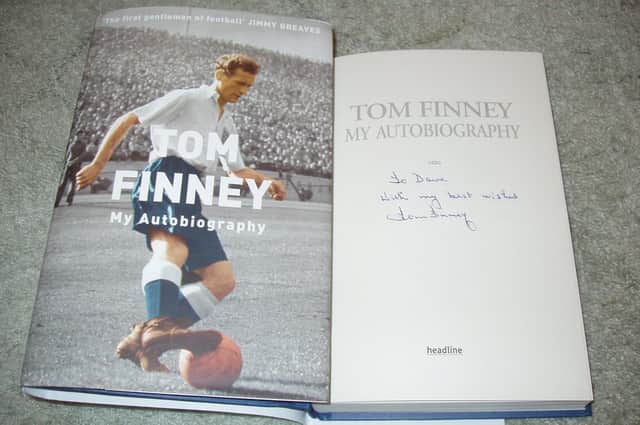 'The first gentleman of football' JIMMY GREAVES
TOM
FINNEY
My Autobiography
TOM FINNEY
MY AUTOBIOGRAPHY
To Dave
With my best wishes
Tom Finney
headline